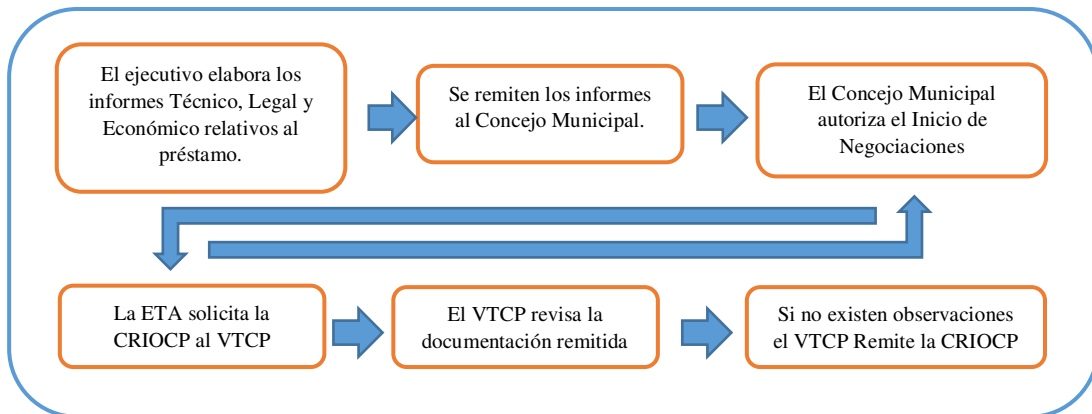 El ejecutivo elabora los
informes Técnico, Legal y
Económico relativos al
préstamo.
Se remiten los informes
al Concejo Municipal.
El Concejo Municipal
autoriza el Inicio de
Negociaciones
La ETA solicita la
CRIOCP al VTCP
El VTCP revisa la
documentación remitida
Si no existen observaciones
el VTCP Remite la CRIOCP